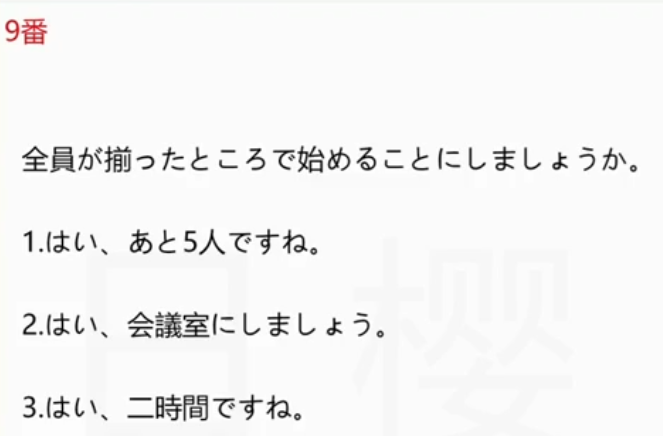 9番
全員が揃ったところで始めることにしましょうか。
1.はい、あと5人ですね。
2.はい、会議室にしましょう。
3.はい、二時間ですね。
日樱